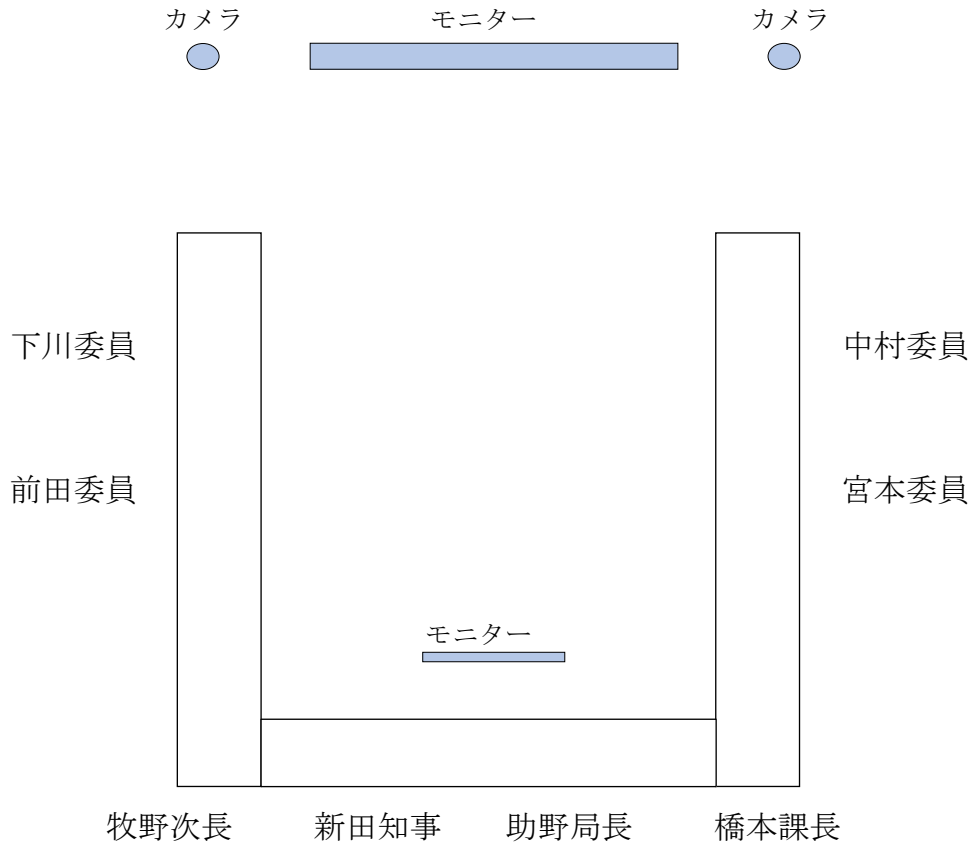 カメラ モニター カメラ
下川委員 中村委員
前田委員 宮本委員
モニター
牧野次長 新田知事 助野局長 橋本課長